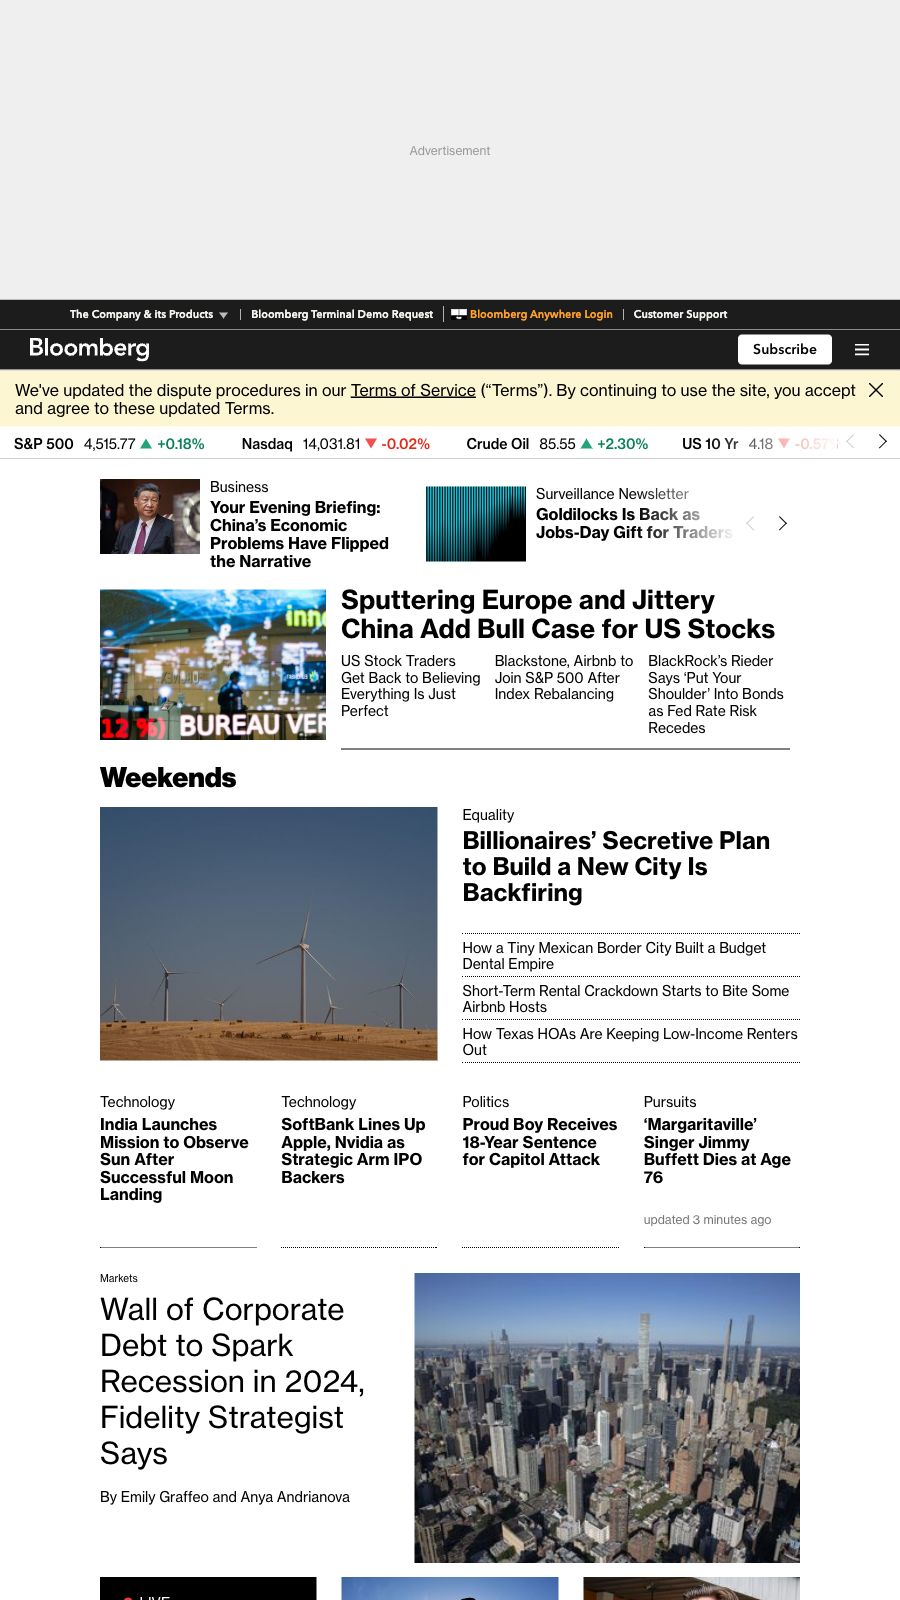 Advertisement
The Company & its Products
Bloomberg Terminal Demo Request
Bloomberg Anywhere Login
Customer Support
Bloomberg
Subscribe
We've updated the dispute procedures in our Terms of Service (“Terms”). By continuing to use the site, you accept
and agree to these updated Terms.
S&P 500 4,515.77 +0.18% Nasdaq 14,031.81 -0.02% Crude Oil 85.55 +2.30% US 10 Yr 4.18 -0.57
Business
Your Evening Briefing:
China’s Economic
Problems Have Flipped
the Narrative
Surveillance Newsletter
Goldilocks Is Back as
Jobs-Day Gift for Traders
inn
12 %) BUREAU VER
Sputtering Europe and Jittery
China Add Bull Case for US Stocks
US Stock Traders
Get Back to Believing
Everything Is Just
Perfect
Blackstone, Airbnb to
Join S&P 500 After
Index Rebalancing
BlackRock’s Rieder
Says ‘Put Your
Shoulder’ Into Bonds
as Fed Rate Risk
Recedes
Weekends
Equality
Billionaires’ Secretive Plan
to Build a New City Is
Backfiring
How a Tiny Mexican Border City Built a Budget
Dental Empire
Short-Term Rental Crackdown Starts to Bite Some
Airbnb Hosts
How Texas HOAs Are Keeping Low-Income Renters
Out
Technology
India Launches
Mission to Observe
Sun After
Successful Moon
Landing
Technology
SoftBank Lines Up
Apple, Nvidia as
Strategic Arm IPO
Backers
Politics
Proud Boy Receives
18-Year Sentence
for Capitol Attack
Pursuits
‘Margaritaville’
Singer Jimmy
Buffett Dies at Age
76
updated 3 minutes ago
Markets
Wall of Corporate
Debt to Spark
Recession in 2024,
Fidelity Strategist
Says
By Emily Graffeo and Anya Andrianova
LIVE